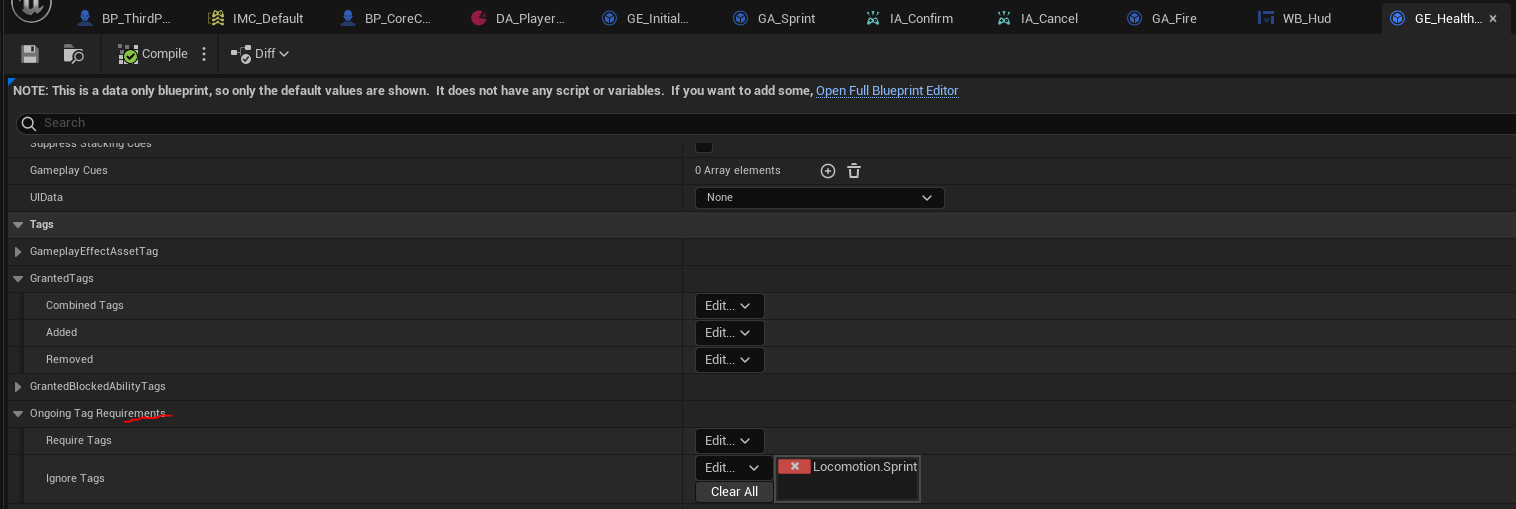 BP_ThirdP... IMC_Default BP_CoreC... DA_Player... GE_Initial... GA_Sprint IA_Confirm IA_Cancel GA_Fire WB_Hud GE_Health...
Compile Diff
NOTE: This is a data only blueprint, so only the default values are shown. It does not have any script or variables. If you want to add some, Open Full Blueprint Editor
Search
Suppress Stacking Cues
Gameplay Cues 0 Array elements
UIData None
Tags
GameplayEffectAssetTag
GrantedTags
Combined Tags Edit...
Added Edit...
Removed Edit...
GrantedBlockedAbilityTags
Ongoing Tag Requirements
Require Tags Edit...
Ignore Tags Edit... Locomotion.Sprint
Clear All